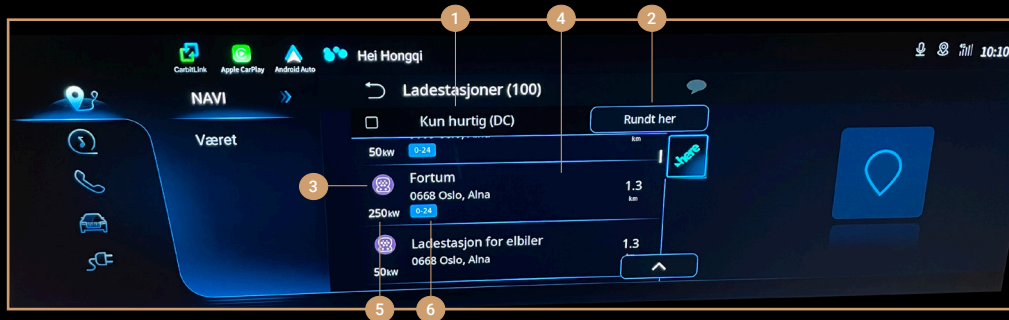 1
4
2
CarbitLink
Apple CarPlay
Android Auto
Hei Hongqi
10:10
NAVI
Ladestasjoner (100)
Været
Kun hurtig (DC)
Rundt her
50kW
0-24
km
here
3
Fortum
0668 Oslo, Alna
1.3
km
250kW
0-24
Ladestasjon for elbiler
1.3
0668 Oslo, Alna
50kW
5
6